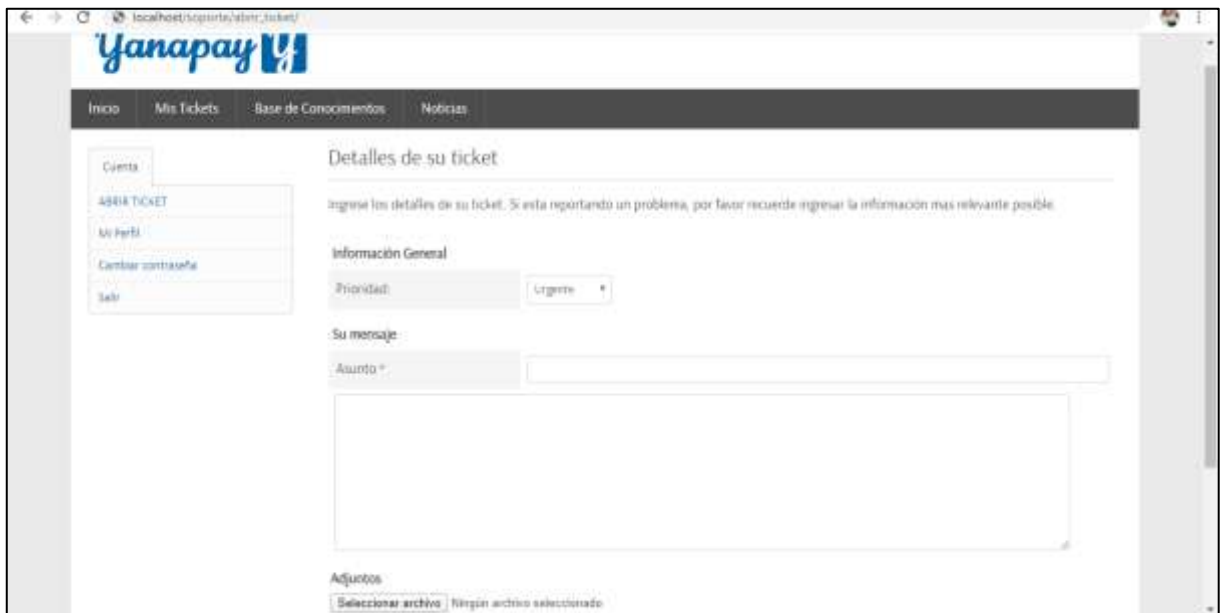 localhost/soporte/abrir_ticket/
Yanapay y
Inicio Mis Tickets Base de Conocimentos Noticias
Cuenta
ABRIR TICKET
Mi Perfil
Cambiar contraseña
Salir
Detalles de su ticket
Ingrese los detalles de su ticket. Si esta reportando un problema, por favor recuerde ingresar la información mas relevante posible.
Información General
Prioridad: Urgente
Su mensaje
Asunto *
Adjuntos
Seleccionar archivo Ningún archivo seleccionado